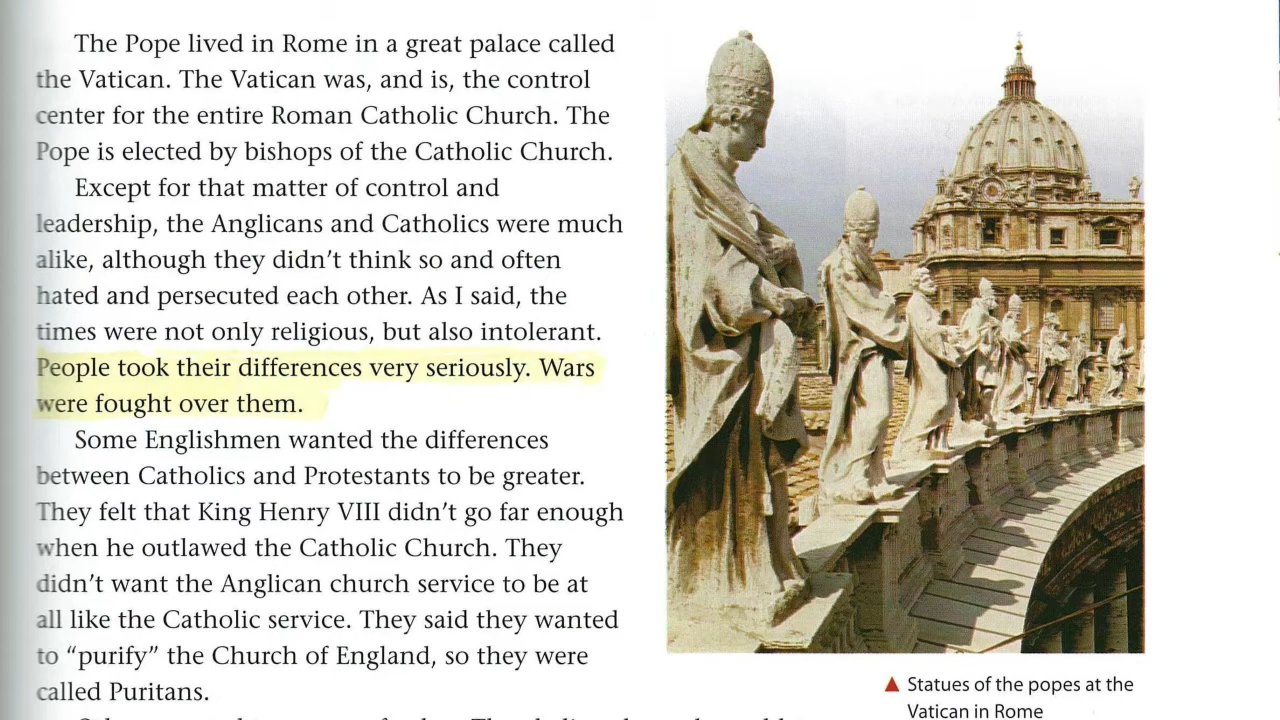 The Pope lived in Rome in a great palace called
the Vatican. The Vatican was, and is, the control
center for the entire Roman Catholic Church. The
Pope is elected by bishops of the Catholic Church.
Except for that matter of control and
leadership, the Anglicans and Catholics were much
alike, although they didn't think so and often
hated and persecuted each other. As I said, the
times were not only religious, but also intolerant.
People took their differences very seriously. Wars
were fought over them.
Some Englishmen wanted the differences
between Catholics and Protestants to be greater.
They felt that King Henry VIII didn't go far enough
when he outlawed the Catholic Church. They
didn't want the Anglican church service to be at
all like the Catholic service. They said they wanted
to “purify” the Church of England, so they were
called Puritans.
▲ Statues of the popes at the
Vatican in Rome